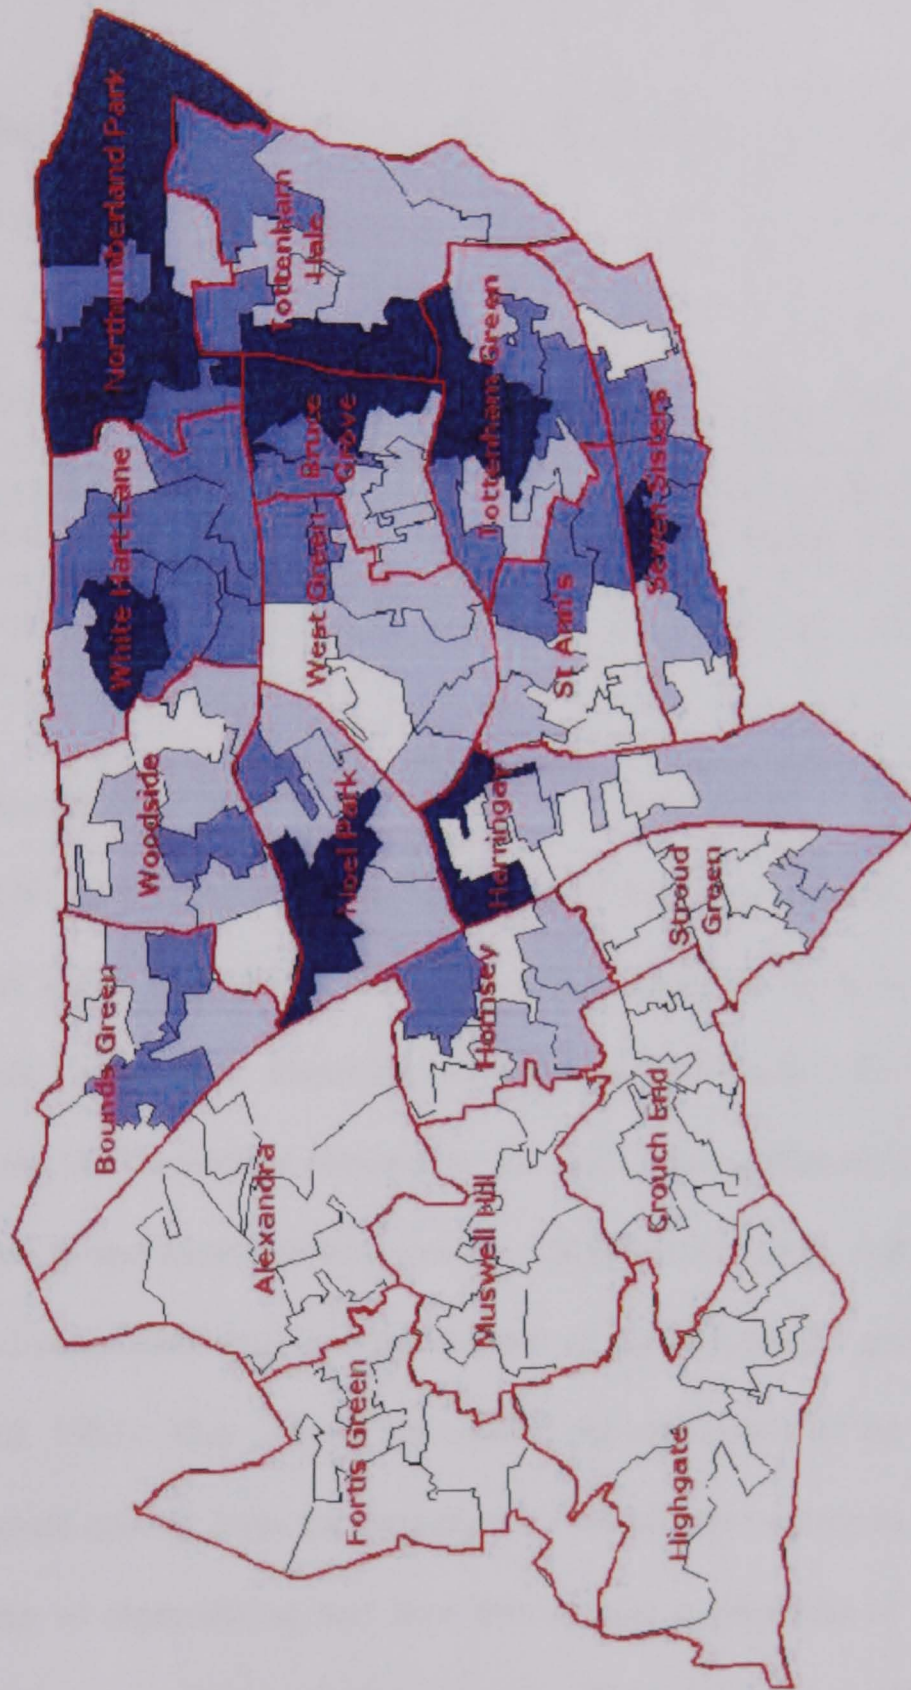 Northumberland Park
Tottenham
Hale
White Hart Lane
Bruce
Grove
Tottenham Green
West Green
Seven Sisters
St Ann's
Woodside
Noel Park
Harringay
Bounds Green
Stroud
Green
Hornsey
Alexandra
Crouch End
Muswell Hill
Fortis Green
Highgate